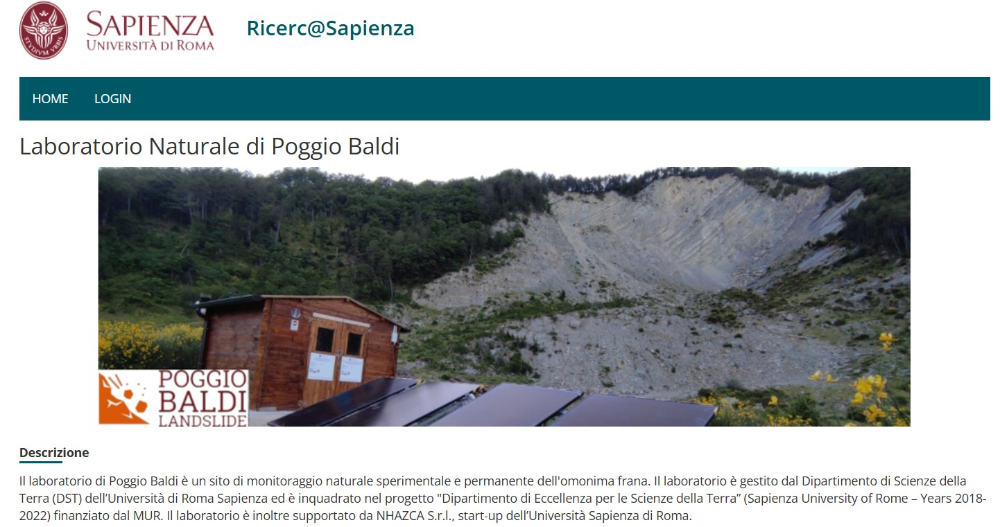 STVDIVM VRBIS
SAPIENZA
UNIVERSITÀ DI ROMA
Ricerc@Sapienza
HOME LOGIN
Laboratorio Naturale di Poggio Baldi
POGGIO
BALDI
LANDSLIDE
Descrizione
Il laboratorio di Poggio Baldi è un sito di monitoraggio naturale sperimentale e permanente dell'omonima frana. Il laboratorio è gestito dal Dipartimento di Scienze della
Terra (DST) dell’Università di Roma Sapienza ed è inquadrato nel progetto "Dipartimento di Eccellenza per le Scienze della Terra” (Sapienza University of Rome – Years 2018-
2022) finanziato dal MUR. Il laboratorio è inoltre supportato da NHAZCA S.r.l., start-up dell’Università Sapienza di Roma.